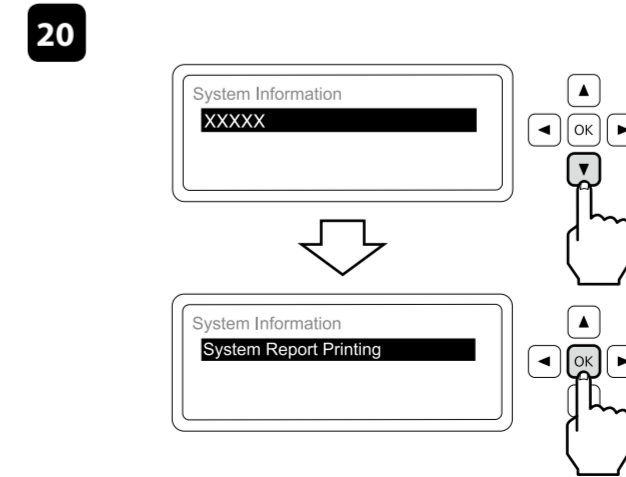 20
System Information
XXXXX
OK
System Information
System Report Printing
OK